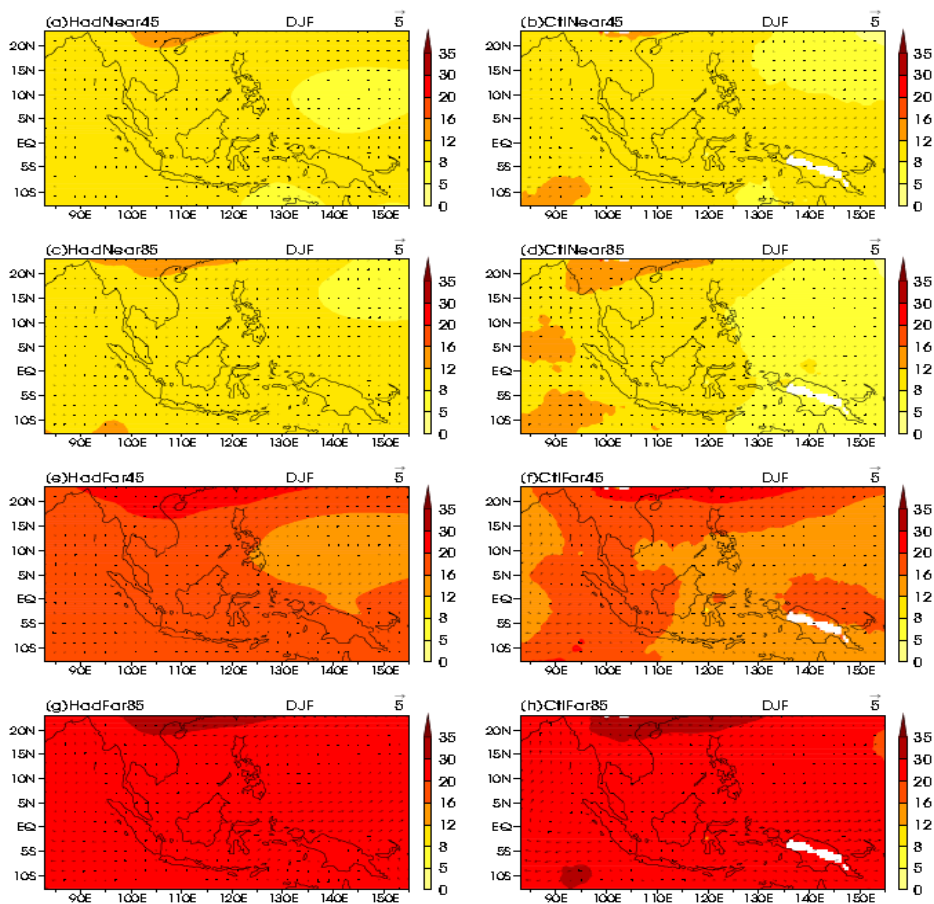 (a)HadNear45 DJF 5
20N
15N
10N
5N
EQ
5S
10S
90E 100E 110E 120E 130E 140E 150E
35
30
20
16
12
8
5
0
(b)CtlNear45 DJF 5
20N
15N
10N
5N
EQ
5S
10S
90E 100E 110E 120E 130E 140E 150E
35
30
20
16
12
8
5
0
(c)HadNear85 DJF 5
20N
15N
10N
5N
EQ
5S
10S
90E 100E 110E 120E 130E 140E 150E
35
30
20
16
12
8
5
0
(d)CtlNear85 DJF 5
20N
15N
10N
5N
EQ
5S
10S
90E 100E 110E 120E 130E 140E 150E
35
30
20
16
12
8
5
0
(e)HadFar45 DJF 5
20N
15N
10N
5N
EQ
5S
10S
90E 100E 110E 120E 130E 140E 150E
35
30
20
16
12
8
5
0
(f)CtlFar45 DJF 5
20N
15N
10N
5N
EQ
5S
10S
90E 100E 110E 120E 130E 140E 150E
35
30
20
16
12
8
5
0
(g)HadFar85 DJF 5
20N
15N
10N
5N
EQ
5S
10S
90E 100E 110E 120E 130E 140E 150E
35
30
20
16
12
8
5
0
(h)CtlFar85 DJF 5
20N
15N
10N
5N
EQ
5S
10S
90E 100E 110E 120E 130E 140E 150E
35
30
20
16
12
8
5
0